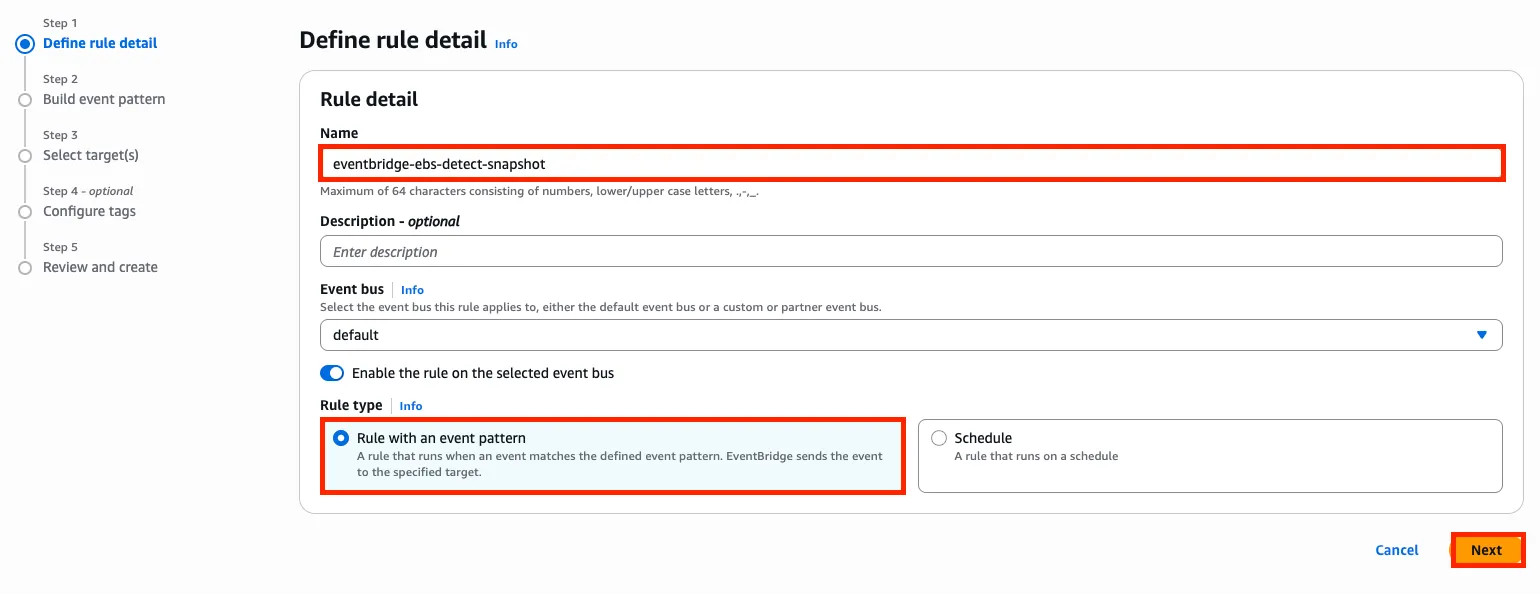 Step 1
Define rule detail
Step 2
Build event pattern
Step 3
Select target(s)
Step 4 - optional
Configure tags
Step 5
Review and create
Define rule detail Info
Rule detail
Name
eventbridge-ebs-detect-snapshot
Maximum of 64 characters consisting of numbers, lower/upper case letters, .,-,_.
Description - optional
Enter description
Event bus Info
Select the event bus this rule applies to, either the default event bus or a custom or partner event bus.
default
Enable the rule on the selected event bus
Rule type Info
Rule with an event pattern
A rule that runs when an event matches the defined event pattern. EventBridge sends the event
to the specified target.
Schedule
A rule that runs on a schedule
Cancel
Next